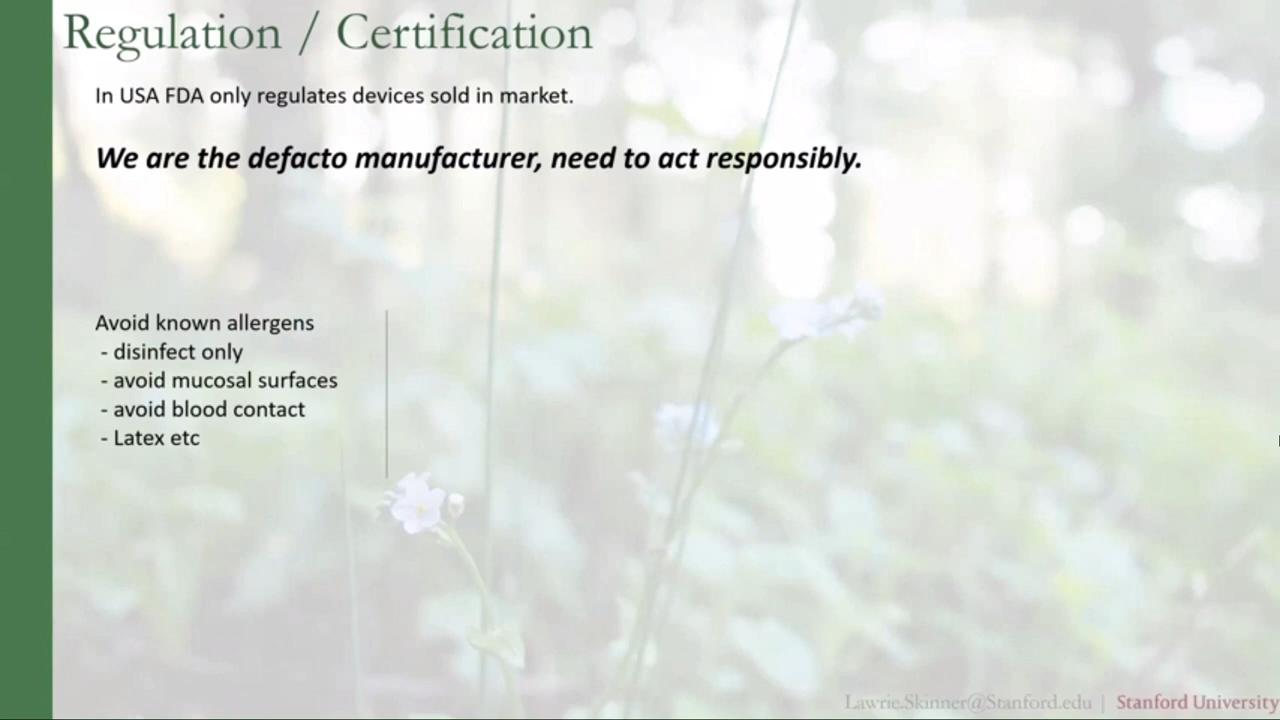 Regulation / Certification
In USA FDA only regulates devices sold in market.
We are the defacto manufacturer, need to act responsibly.
Avoid known allergens
- disinfect only
- avoid mucosal surfaces
- avoid blood contact
- Latex etc
Lawrie.Skinner@Stanford.edu | Stanford University